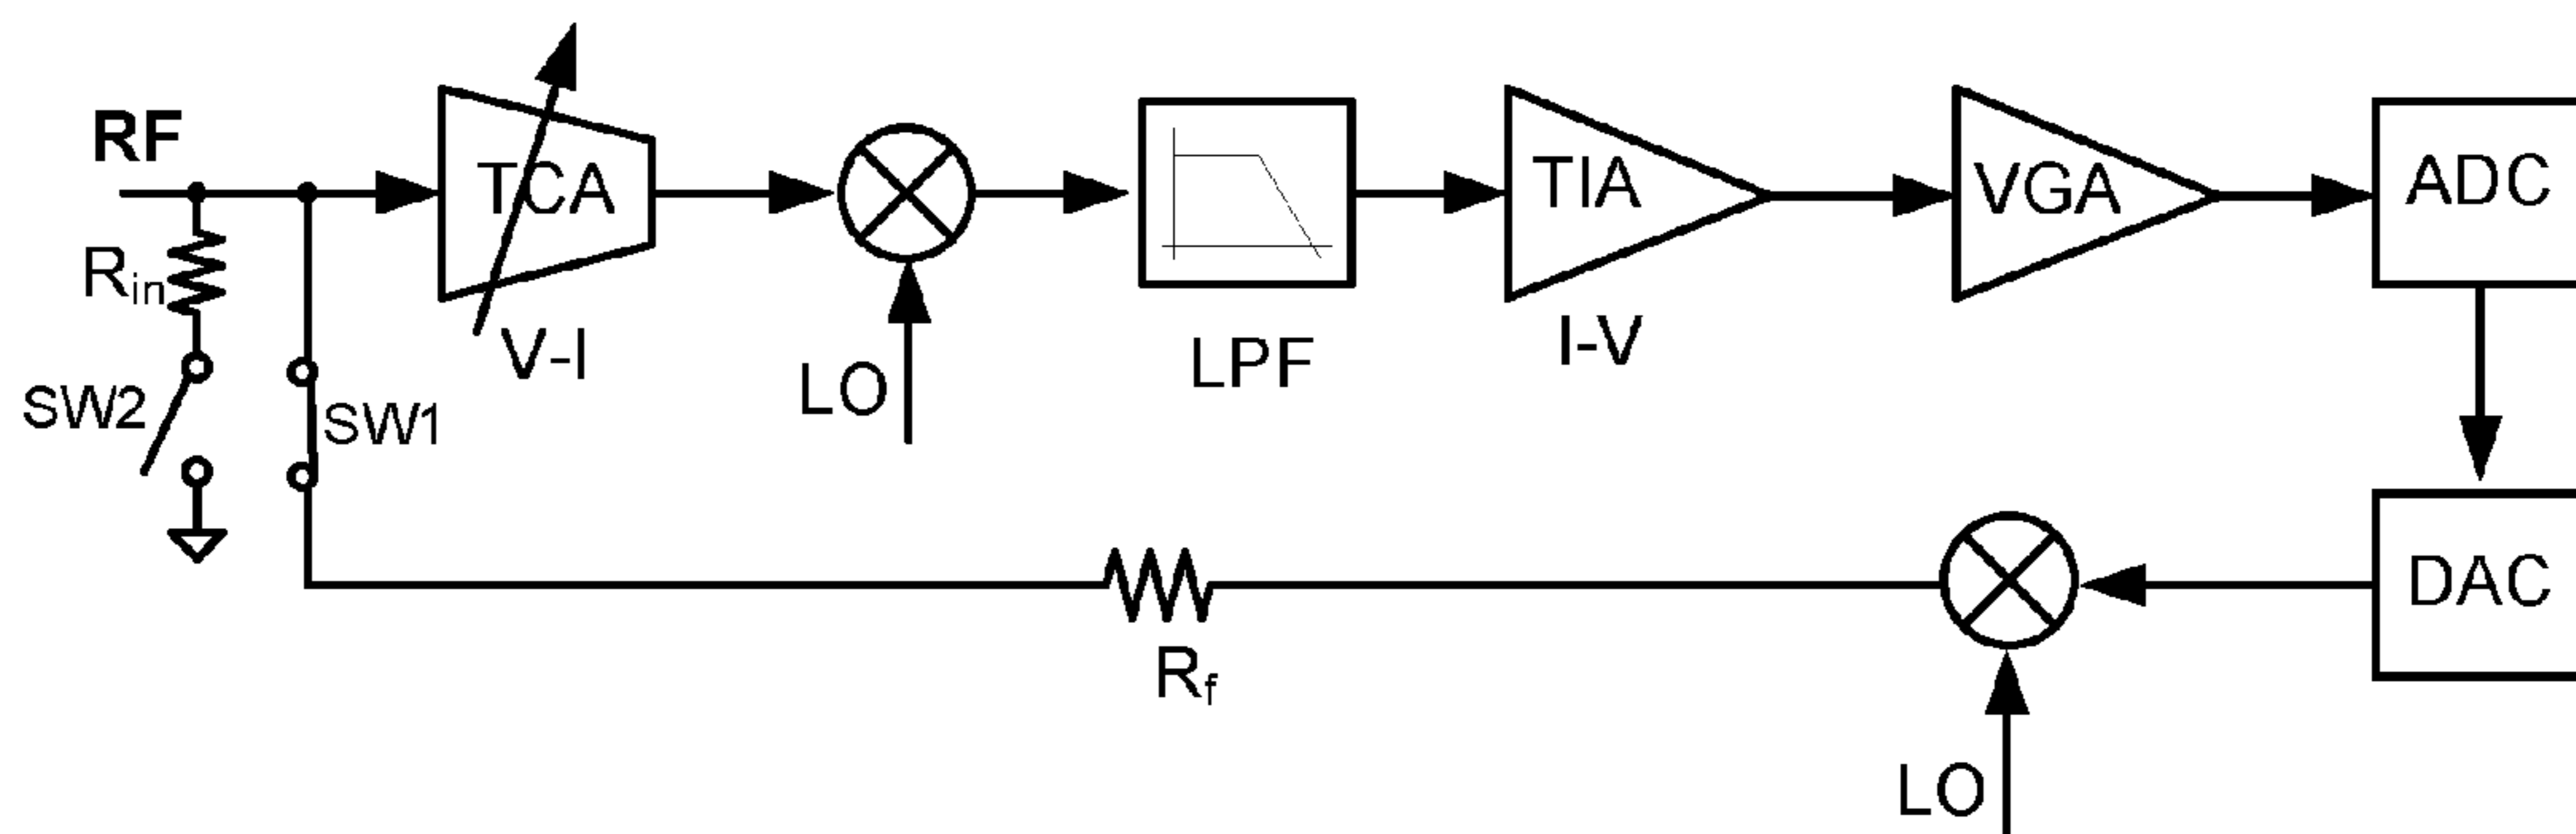 RF
TCA
V-I
Rin
SW2
SW1
LO
LPF
TIA
I-V
VGA
ADC
DAC
Rf
LO